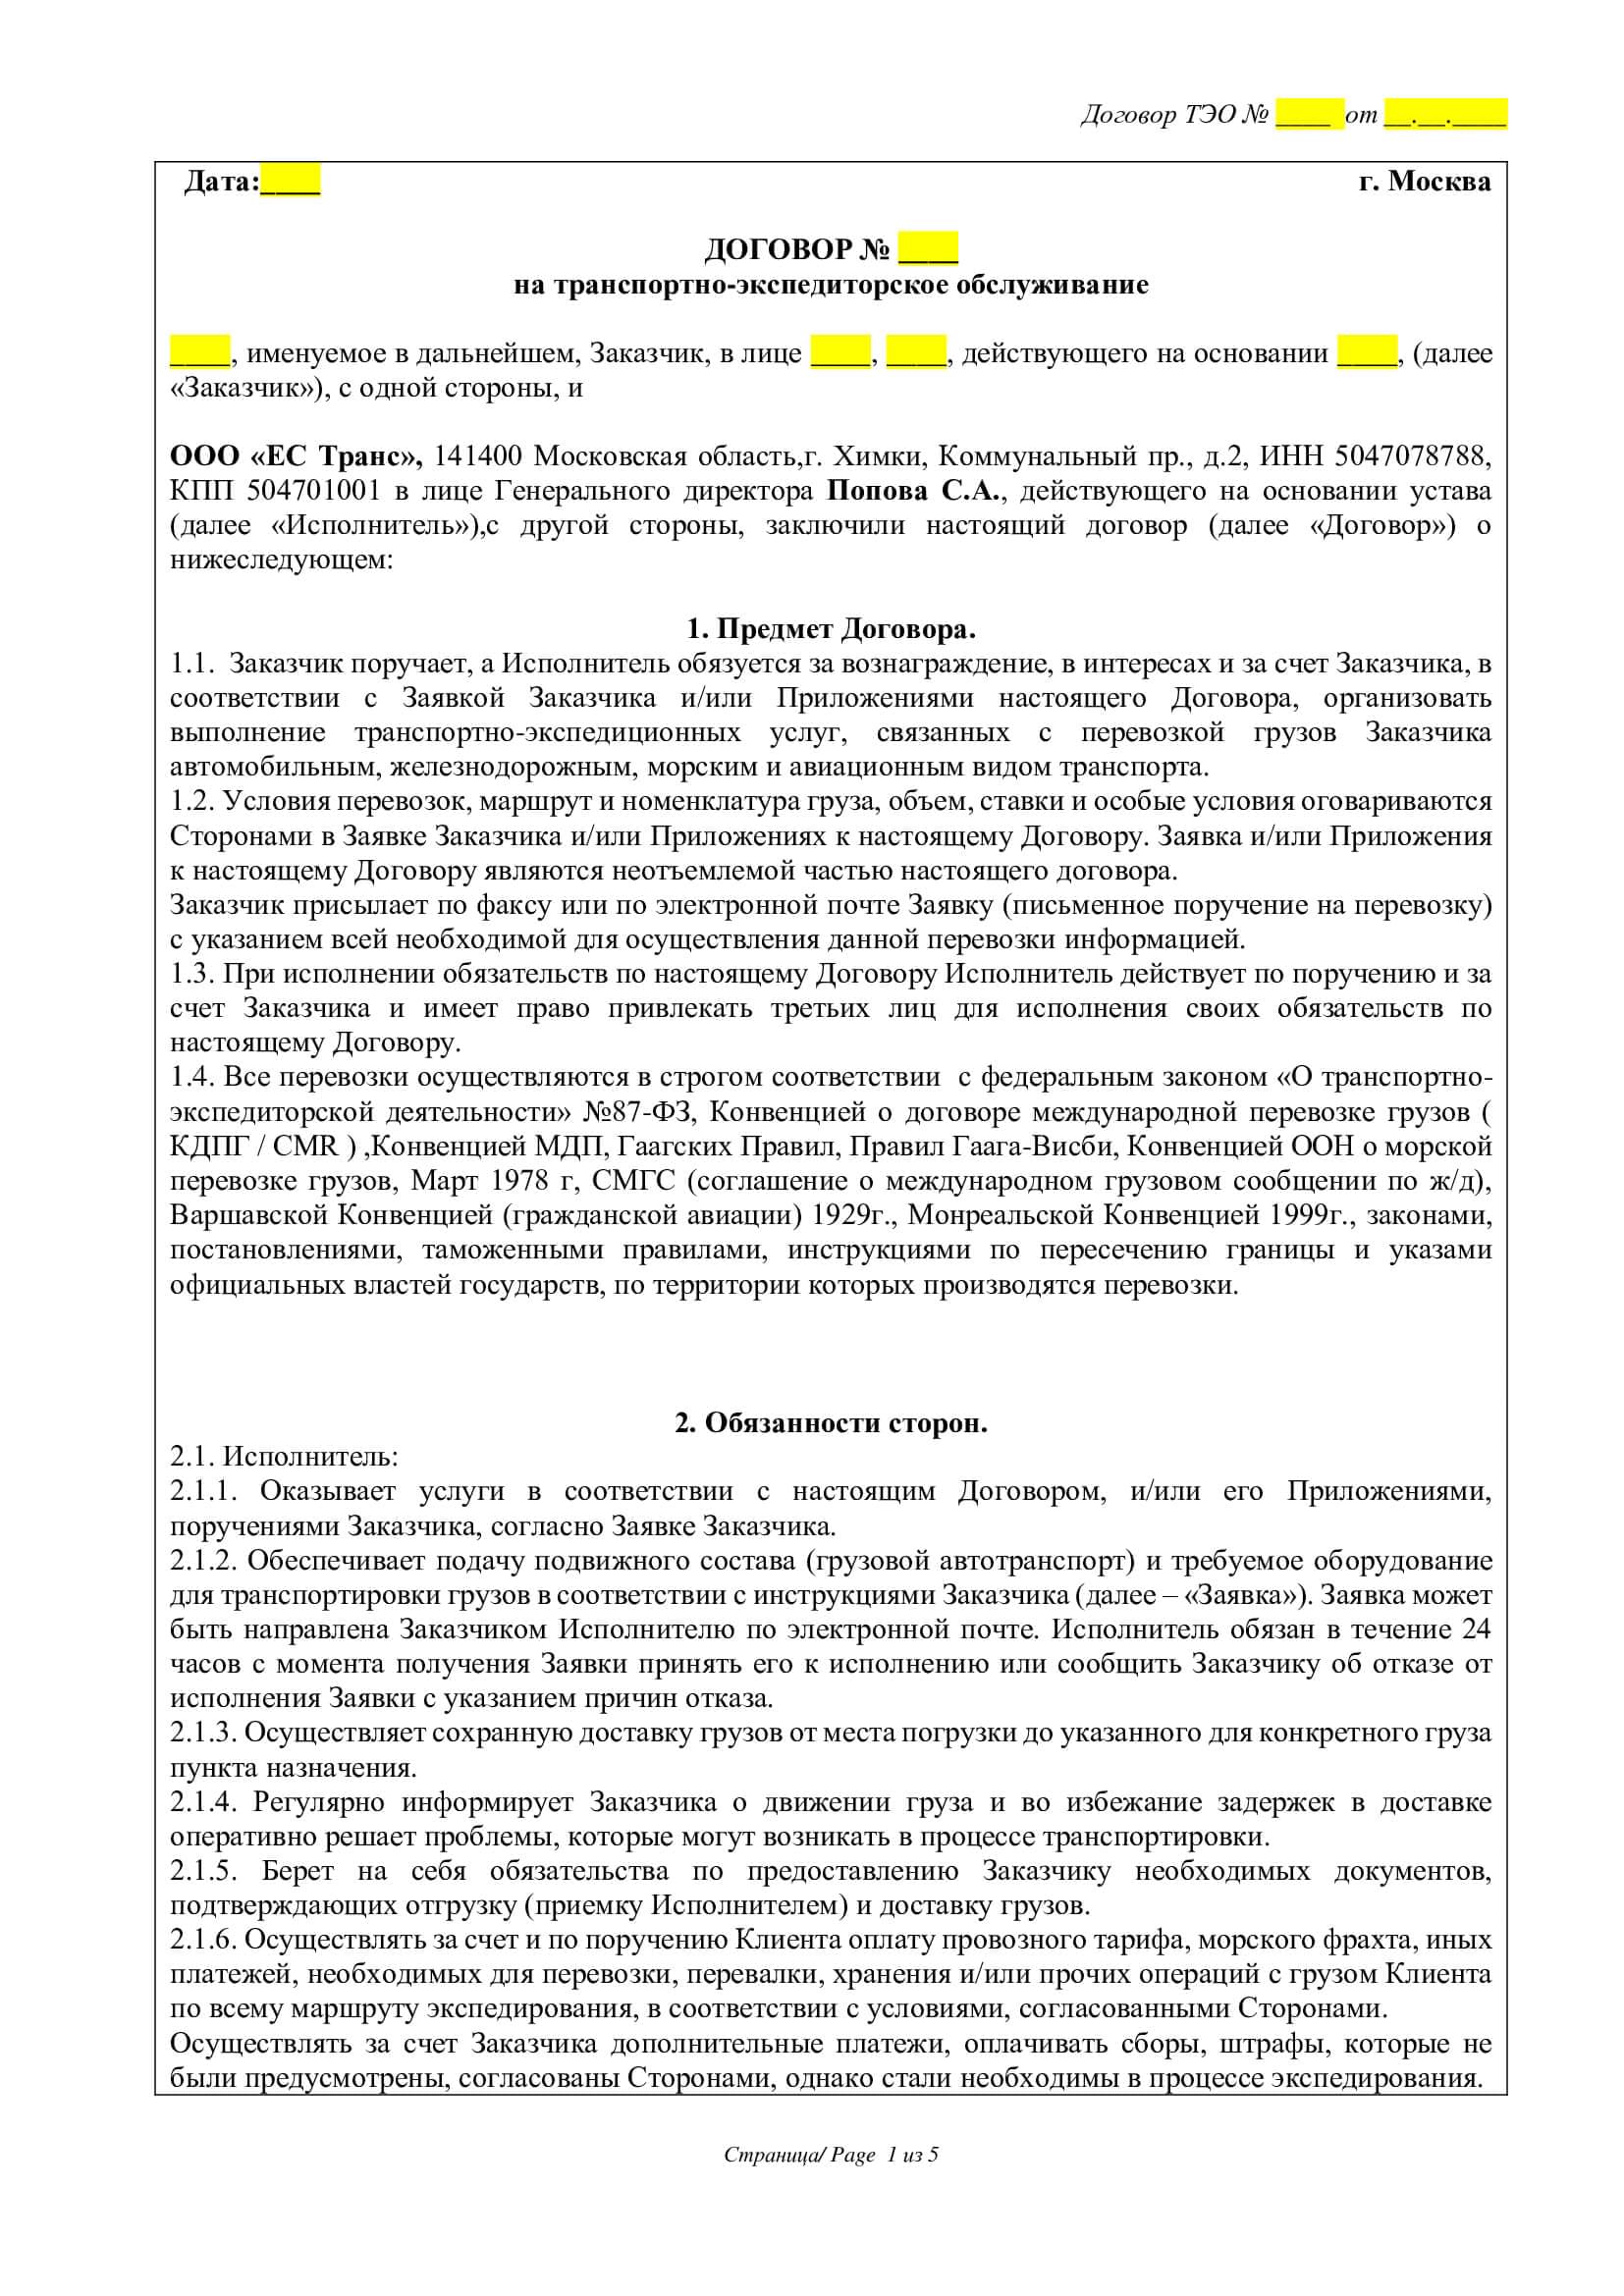 Договор ТЭО № ____ от __.__.____
Дата:____ г. Москва
ДОГОВОР № ____
на транспортно-экспедиторское обслуживание
____, именуемое в дальнейшем, Заказчик, в лице ____, ____, действующего на основании ____, (далее
«Заказчик»), с одной стороны, и
ООО «ЕС Транс», 141400 Московская область,г. Химки, Коммунальный пр., д.2, ИНН 5047078788,
КПП 504701001 в лице Генерального директора Попова С.А., действующего на основании устава
(далее «Исполнитель»),с другой стороны, заключили настоящий договор (далее «Договор») о
нижеследующем:
1. Предмет Договора.
1.1. Заказчик поручает, а Исполнитель обязуется за вознаграждение, в интересах и за счет Заказчика, в
соответствии с Заявкой Заказчика и/или Приложениями настоящего Договора, организовать
выполнение транспортно-экспедиционных услуг, связанных с перевозкой грузов Заказчика
автомобильным, железнодорожным, морским и авиационным видом транспорта.
1.2. Условия перевозок, маршрут и номенклатура груза, объем, ставки и особые условия оговариваются
Сторонами в Заявке Заказчика и/или Приложениях к настоящему Договору. Заявка и/или Приложения
к настоящему Договору являются неотъемлемой частью настоящего договора.
Заказчик присылает по факсу или по электронной почте Заявку (письменное поручение на перевозку)
с указанием всей необходимой для осуществления данной перевозки информацией.
1.3. При исполнении обязательств по настоящему Договору Исполнитель действует по поручению и за
счет Заказчика и имеет право привлекать третьих лиц для исполнения своих обязательств по
настоящему Договору.
1.4. Все перевозки осуществляются в строгом соответствии с федеральным законом «О транспортно-
экспедиторской деятельности» №87-ФЗ, Конвенцией о договоре международной перевозке грузов (
КДПГ / CMR ) ,Конвенцией МДП, Гаагских Правил, Правил Гаага-Висби, Конвенцией ООН о морской
перевозке грузов, Март 1978 г, СМГС (соглашение о международном грузовом сообщении по ж/д),
Варшавской Конвенцией (гражданской авиации) 1929г., Монреальской Конвенцией 1999г., законами,
постановлениями, таможенными правилами, инструкциями по пересечению границы и указами
официальных властей государств, по территории которых производятся перевозки.
2. Обязанности сторон.
2.1. Исполнитель:
2.1.1. Оказывает услуги в соответствии с настоящим Договором, и/или его Приложениями,
поручениями Заказчика, согласно Заявке Заказчика.
2.1.2. Обеспечивает подачу подвижного состава (грузовой автотранспорт) и требуемое оборудование
для транспортировки грузов в соответствии с инструкциями Заказчика (далее – «Заявка»). Заявка может
быть направлена Заказчиком Исполнителю по электронной почте. Исполнитель обязан в течение 24
часов с момента получения Заявки принять его к исполнению или сообщить Заказчику об отказе от
исполнения Заявки с указанием причин отказа.
2.1.3. Осуществляет сохранную доставку грузов от места погрузки до указанного для конкретного груза
пункта назначения.
2.1.4. Регулярно информирует Заказчика о движении груза и во избежание задержек в доставке
оперативно решает проблемы, которые могут возникать в процессе транспортировки.
2.1.5. Берет на себя обязательства по предоставлению Заказчику необходимых документов,
подтверждающих отгрузку (приемку Исполнителем) и доставку грузов.
2.1.6. Осуществлять за счет и по поручению Клиента оплату провозного тарифа, морского фрахта, иных
платежей, необходимых для перевозки, перевалки, хранения и/или прочих операций с грузом Клиента
по всему маршруту экспедирования, в соответствии с условиями, согласованными Сторонами.
Осуществлять за счет Заказчика дополнительные платежи, оплачивать сборы, штрафы, которые не
были предусмотрены, согласованы Сторонами, однако стали необходимы в процессе экспедирования.
Страница/ Page 1 из 5